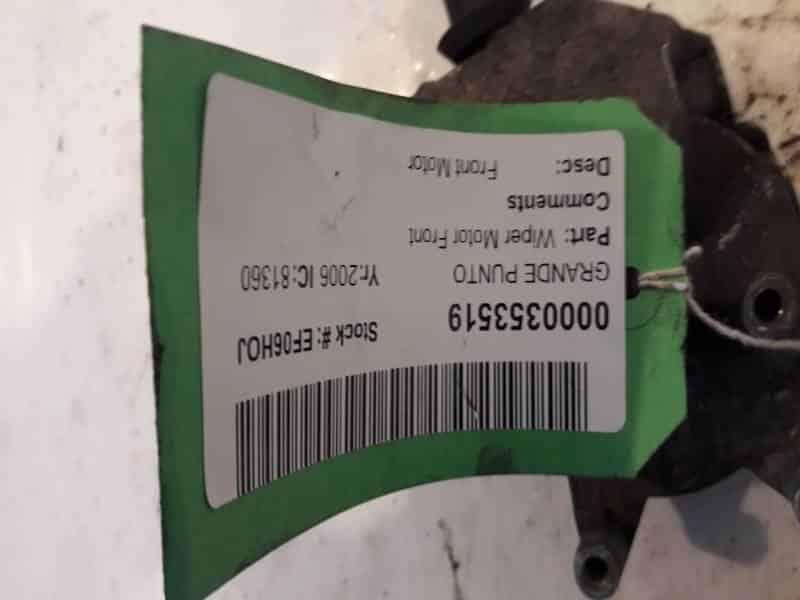 0000353519 Stock #: EF06HOJ
GRANDE PUNTO Yr:2006 IC:81360
Part: Wiper Motor Front
Comments
Desc: Front Motor